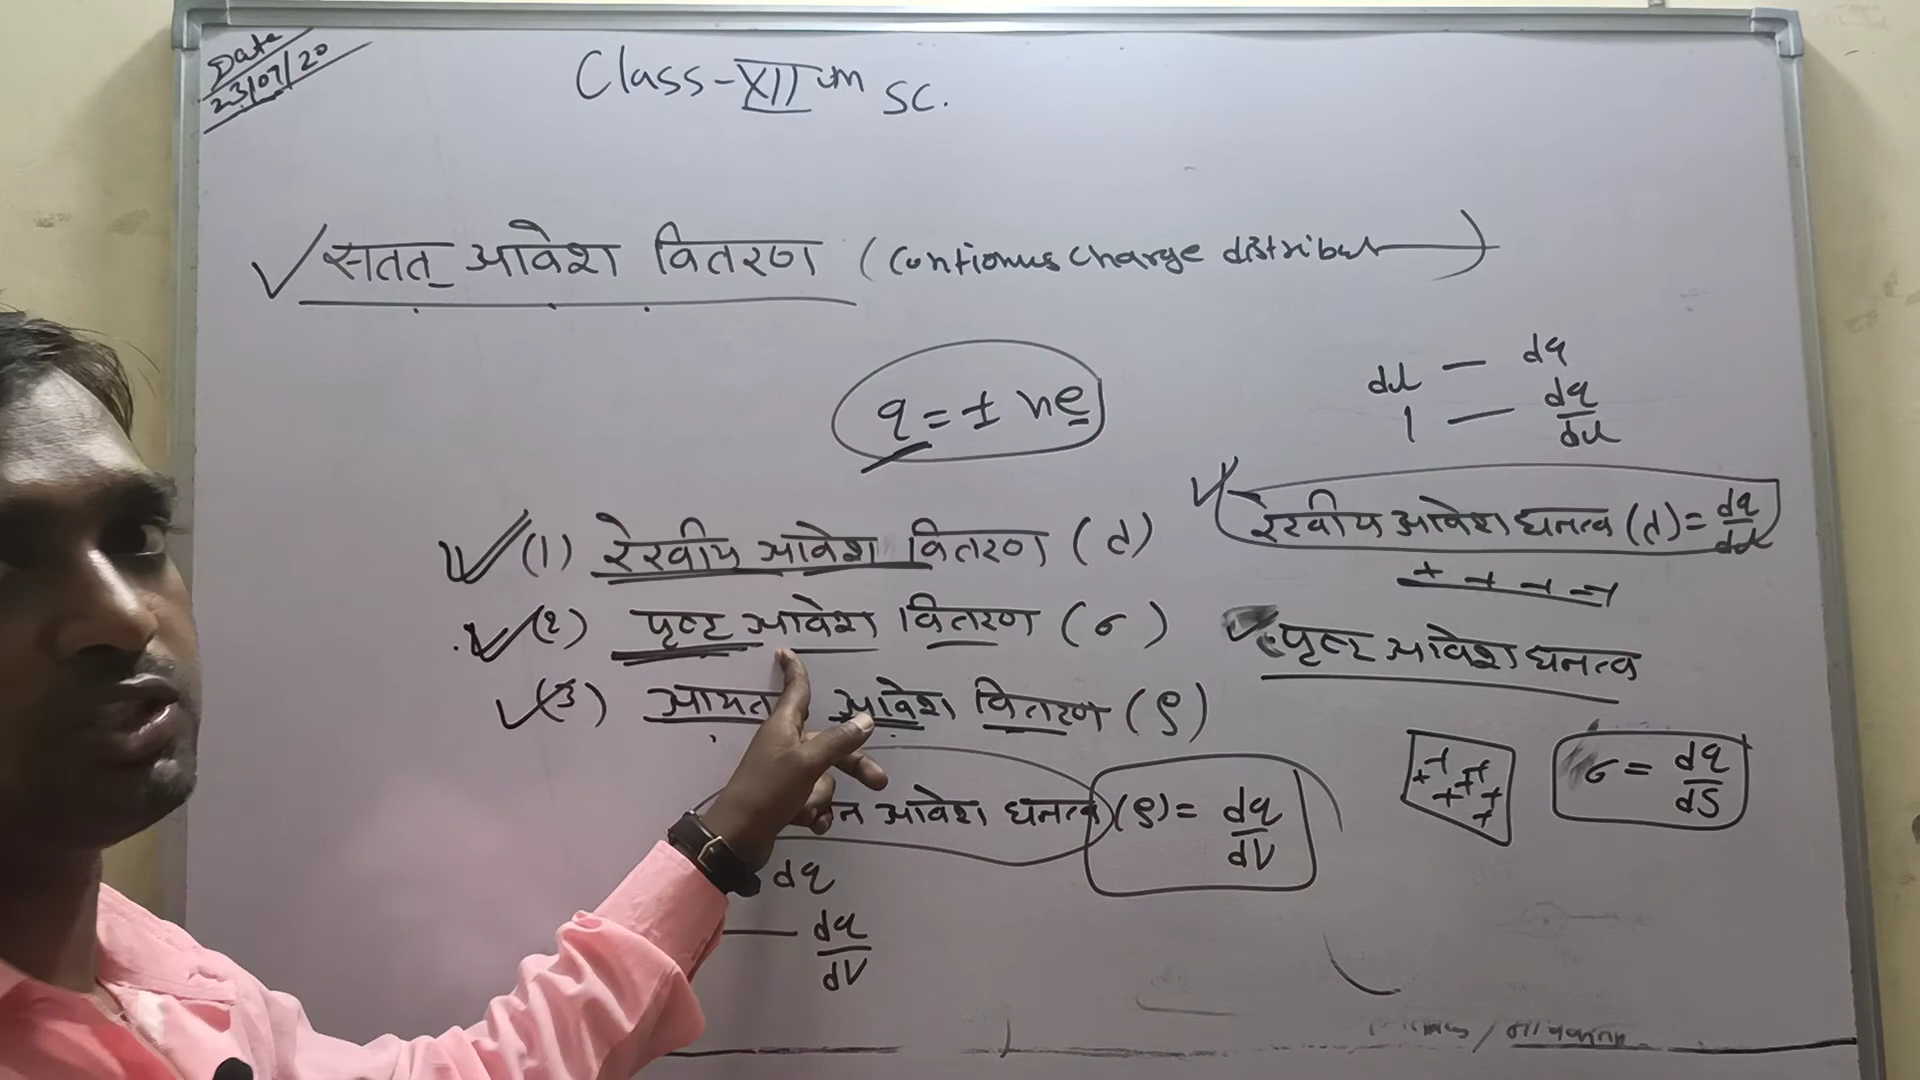 Date
23/07/20
Class-XII th SC.
सतत् आवेश वितरण (Contionus charge distribut
q = ± ne
dl — dq
1 — dq/dl
(1) रेखीय आवेश वितरण (λ)
रेखीय आवेश घनत्व (λ) = dq/dl
+ + + +
(2) पृष्ट आवेश वितरण (σ)
पृष्ट आवेश घनत्व
(3) आयत आवेश वितरण (ρ)
σ = dq/dS
न आवेश घनत्व (ρ) = dq/dV
dq
— dq/dV